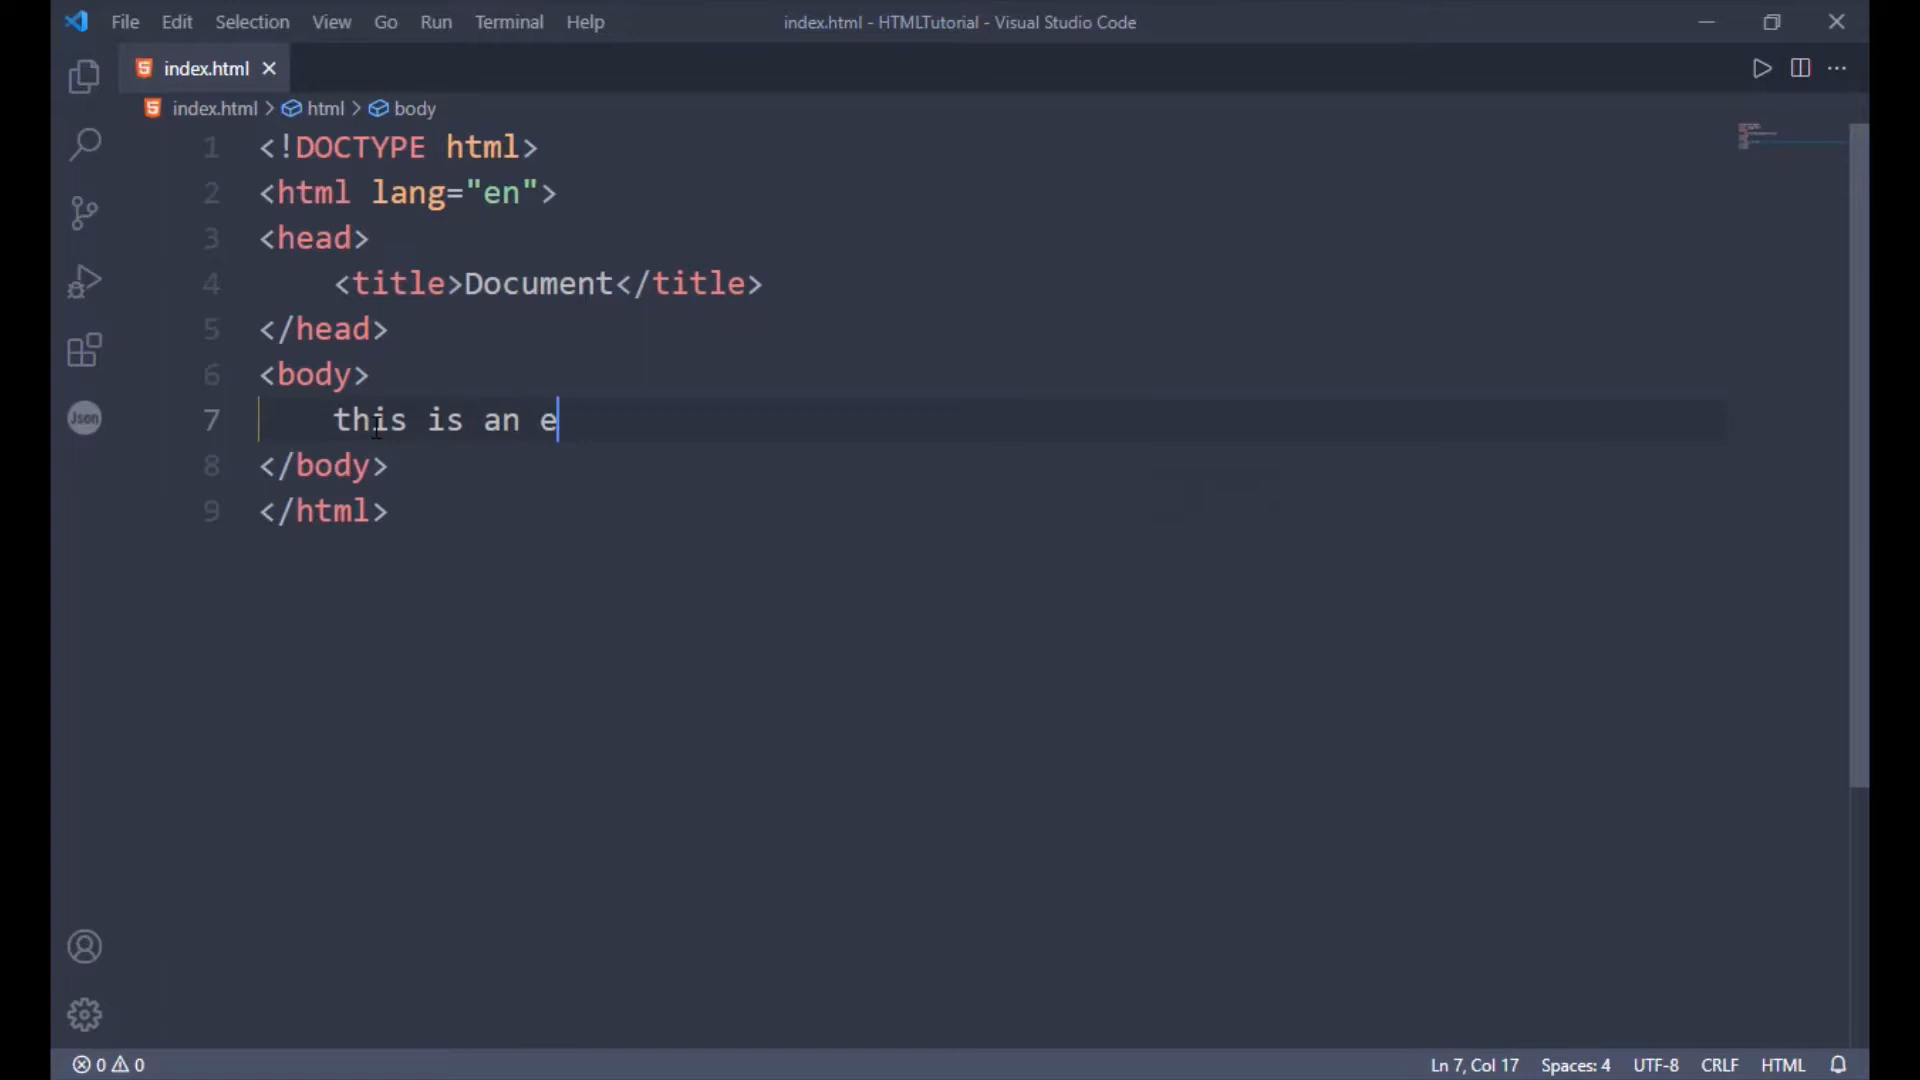 File Edit Selection View Go Run Terminal Help index.html - HTMLTutorial - Visual Studio Code
index.html
index.html > html > body
1 <!DOCTYPE html>
2 <html lang="en">
3 <head>
4     <title>Document</title>
5 </head>
6 <body>
7     this is an e
8 </body>
9 </html>
Json
0 0 Ln 7, Col 17 Spaces: 4 UTF-8 CRLF HTML